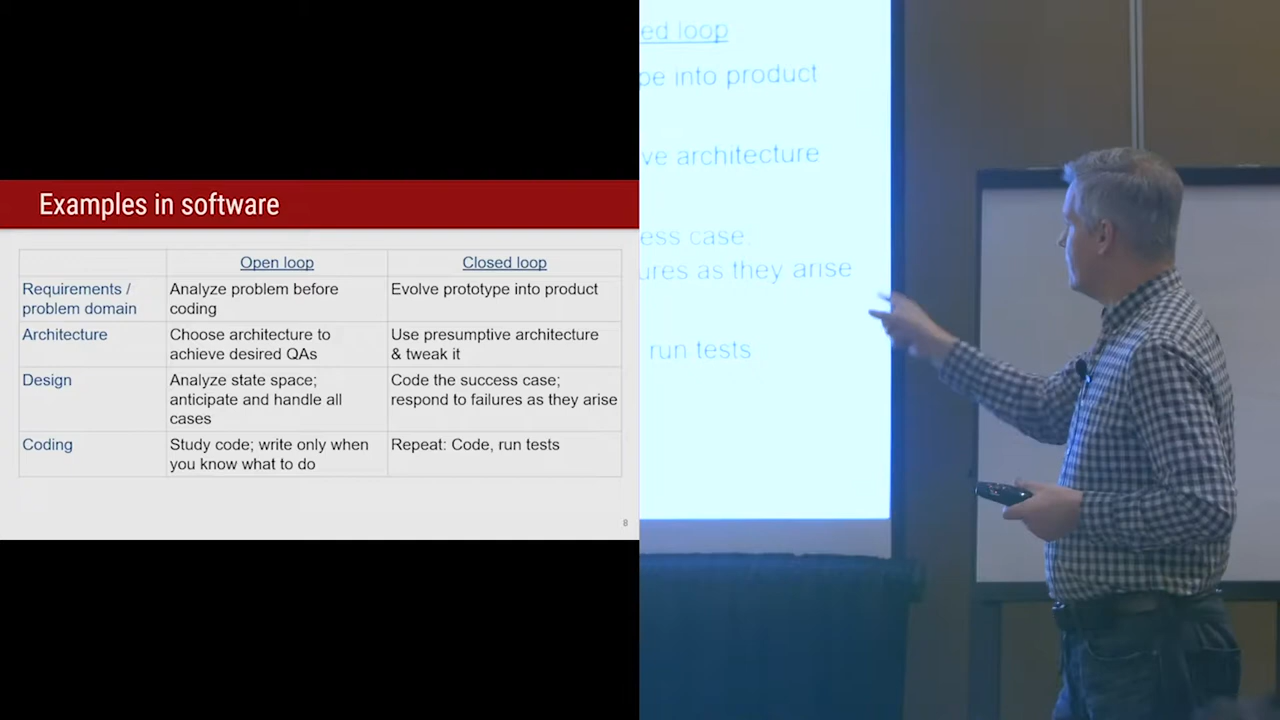 Examples in software
Open loop
Closed loop
Requirements /
problem domain
Analyze problem before
coding
Evolve prototype into product
Architecture
Choose architecture to
achieve desired QAs
Use presumptive architecture
& tweak it
Design
Analyze state space;
anticipate and handle all
cases
Code the success case;
respond to failures as they arise
Coding
Study code; write only when
you know what to do
Repeat: Code, run tests
8
ed loop
pe into product
ve architecture
ess case.
ures as they arise
run tests